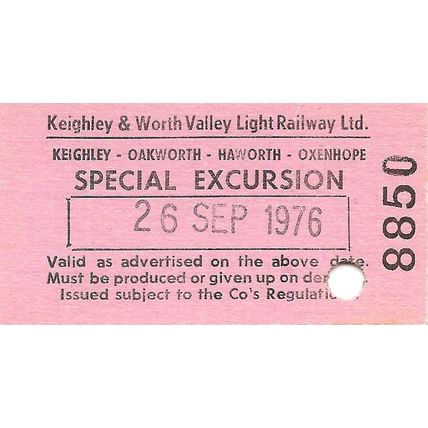 Keighley & Worth Valley Light Railway Ltd.
KEIGHLEY - OAKWORTH - HAWORTH - OXENHOPE
SPECIAL EXCURSION
26 SEP 1976
Valid as advertised on the above date.
Must be produced or given up on
Issued subject to the Co's
8850